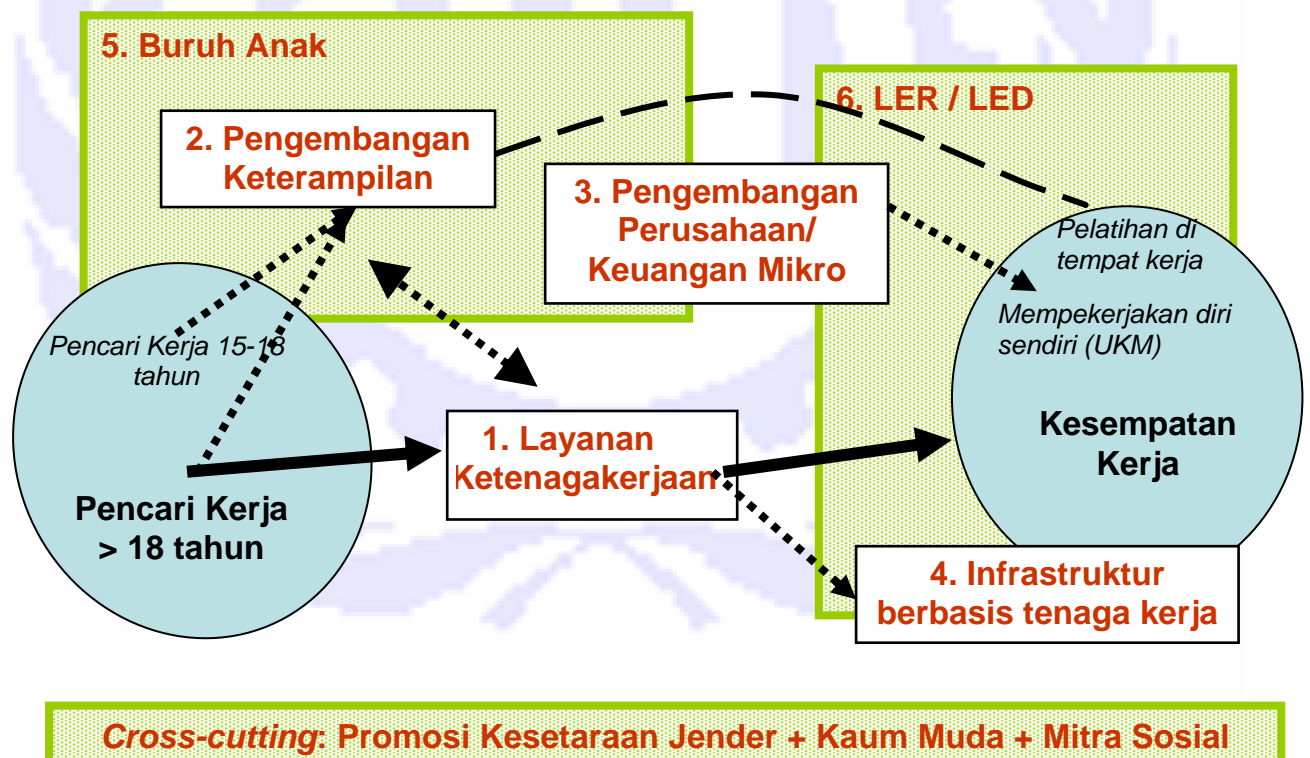 5. Buruh Anak
6. LER / LED
2. Pengembangan
Keterampilan
3. Pengembangan
Perusahaan/
Keuangan Mikro
Pelatihan di
tempat kerja
Mempekerjakan diri
sendiri (UKM)
Pencari Kerja 15-18
tahun
1. Layanan
Ketenagakerjaan
Kesempatan
Kerja
Pencari Kerja
> 18 tahun
4. Infrastruktur
berbasis tenaga kerja
Cross-cutting: Promosi Kesetaraan Jender + Kaum Muda + Mitra Sosial